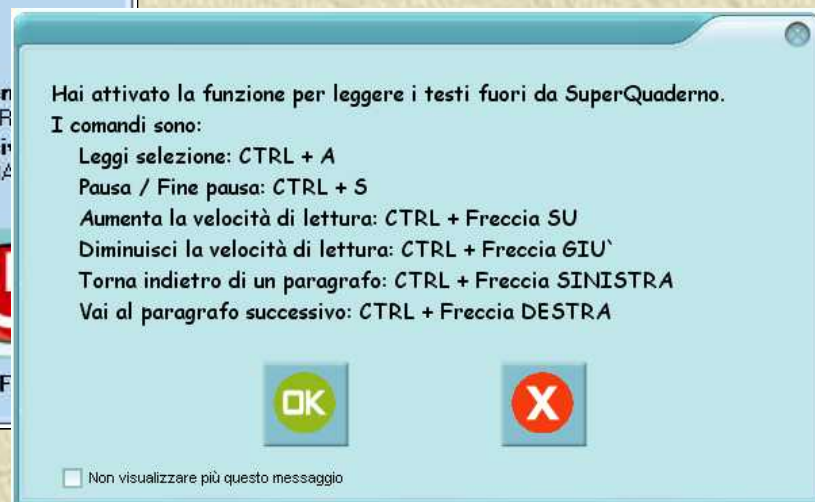 Hai attivato la funzione per leggere i testi fuori da SuperQuaderno.
I comandi sono:
Leggi selezione: CTRL + A
Pausa / Fine pausa: CTRL + S
Aumenta la velocità di lettura: CTRL + Freccia SU
Diminuisci la velocità di lettura: CTRL + Freccia GIU`
Torna indietro di un paragrafo: CTRL + Freccia SINISTRA
Vai al paragrafo successivo: CTRL + Freccia DESTRA
OK X
Non visualizzare più questo messaggio